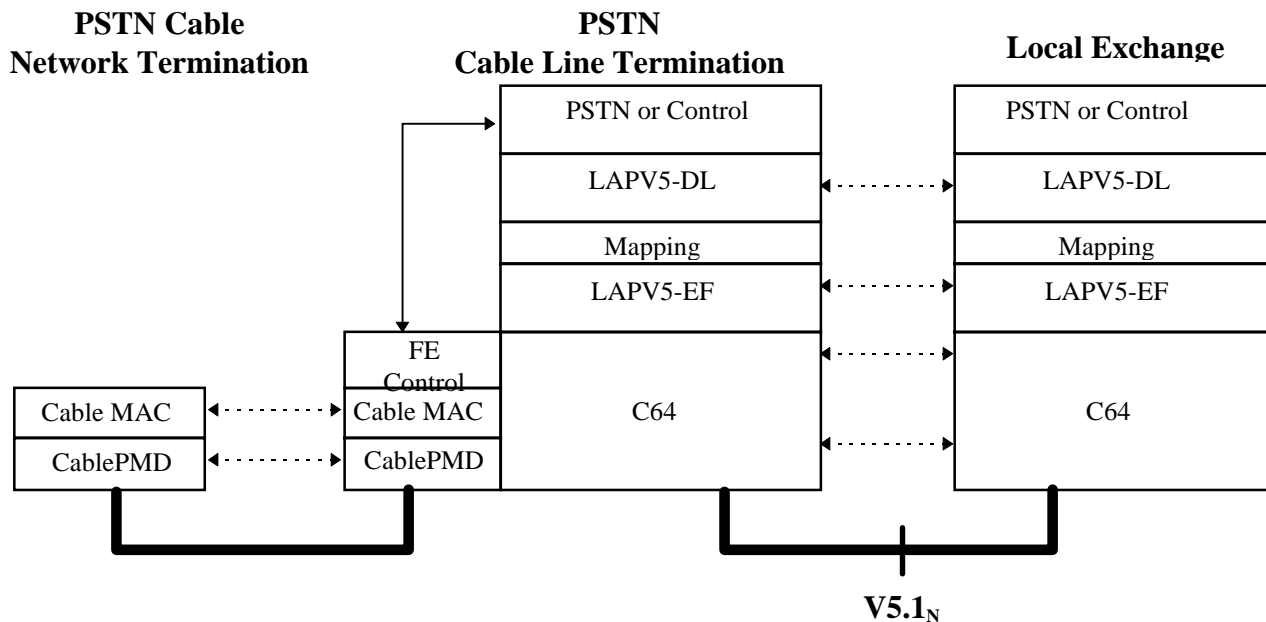 PSTN Cable
Network Termination
PSTN
Cable Line Termination
Local Exchange
PSTN or Control
PSTN or Control
LAPV5-DL
LAPV5-DL
Mapping
Mapping
LAPV5-EF
LAPV5-EF
FE
Control
Cable MAC
Cable MAC
C64
C64
CablePMD
CablePMD
V5.1N